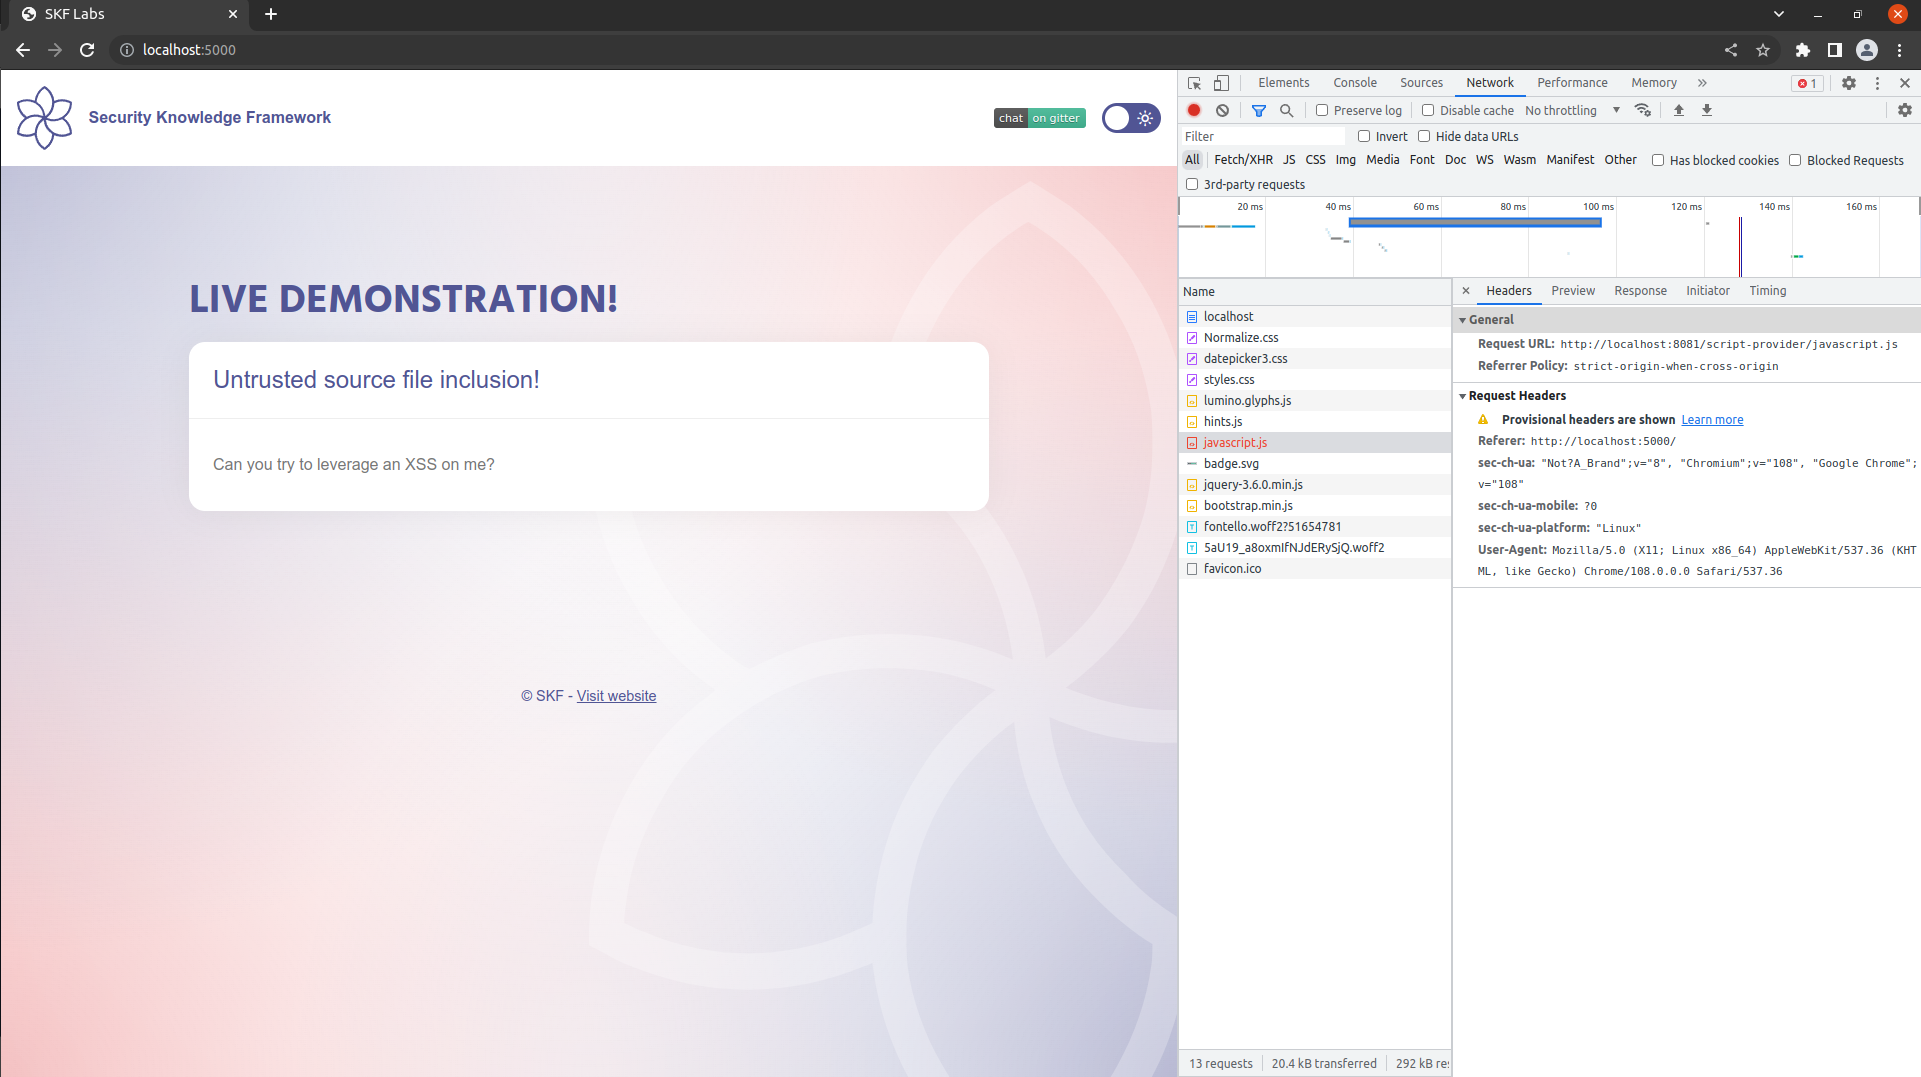 SKF Labs
localhost:5000
Security Knowledge Framework
chat on gitter
LIVE DEMONSTRATION!
Untrusted source file inclusion!
Can you try to leverage an XSS on me?
© SKF - Visit website
Elements Console Sources Network Performance Memory » 1
Preserve log Disable cache No throttling
Filter Invert Hide data URLs
All Fetch/XHR JS CSS Img Media Font Doc WS Wasm Manifest Other Has blocked cookies Blocked Requests
3rd-party requests
20 ms 40 ms 60 ms 80 ms 100 ms 120 ms 140 ms 160 ms
Name
localhost
Normalize.css
datepicker3.css
styles.css
lumino.glyphs.js
hints.js
javascript.js
badge.svg
jquery-3.6.0.min.js
bootstrap.min.js
fontello.woff2?51654781
5aU19_a8oxmIfNJdERySjQ.woff2
favicon.ico
13 requests 20.4 kB transferred 292 kB re
Headers Preview Response Initiator Timing
General
Request URL: http://localhost:8081/script-provider/javascript.js
Referrer Policy: strict-origin-when-cross-origin
Request Headers
Provisional headers are shown Learn more
Referer: http://localhost:5000/
sec-ch-ua: "Not?A_Brand";v="8", "Chromium";v="108", "Google Chrome";
v="108"
sec-ch-ua-mobile: ?0
sec-ch-ua-platform: "Linux"
User-Agent: Mozilla/5.0 (X11; Linux x86_64) AppleWebKit/537.36 (KHT
ML, like Gecko) Chrome/108.0.0.0 Safari/537.36